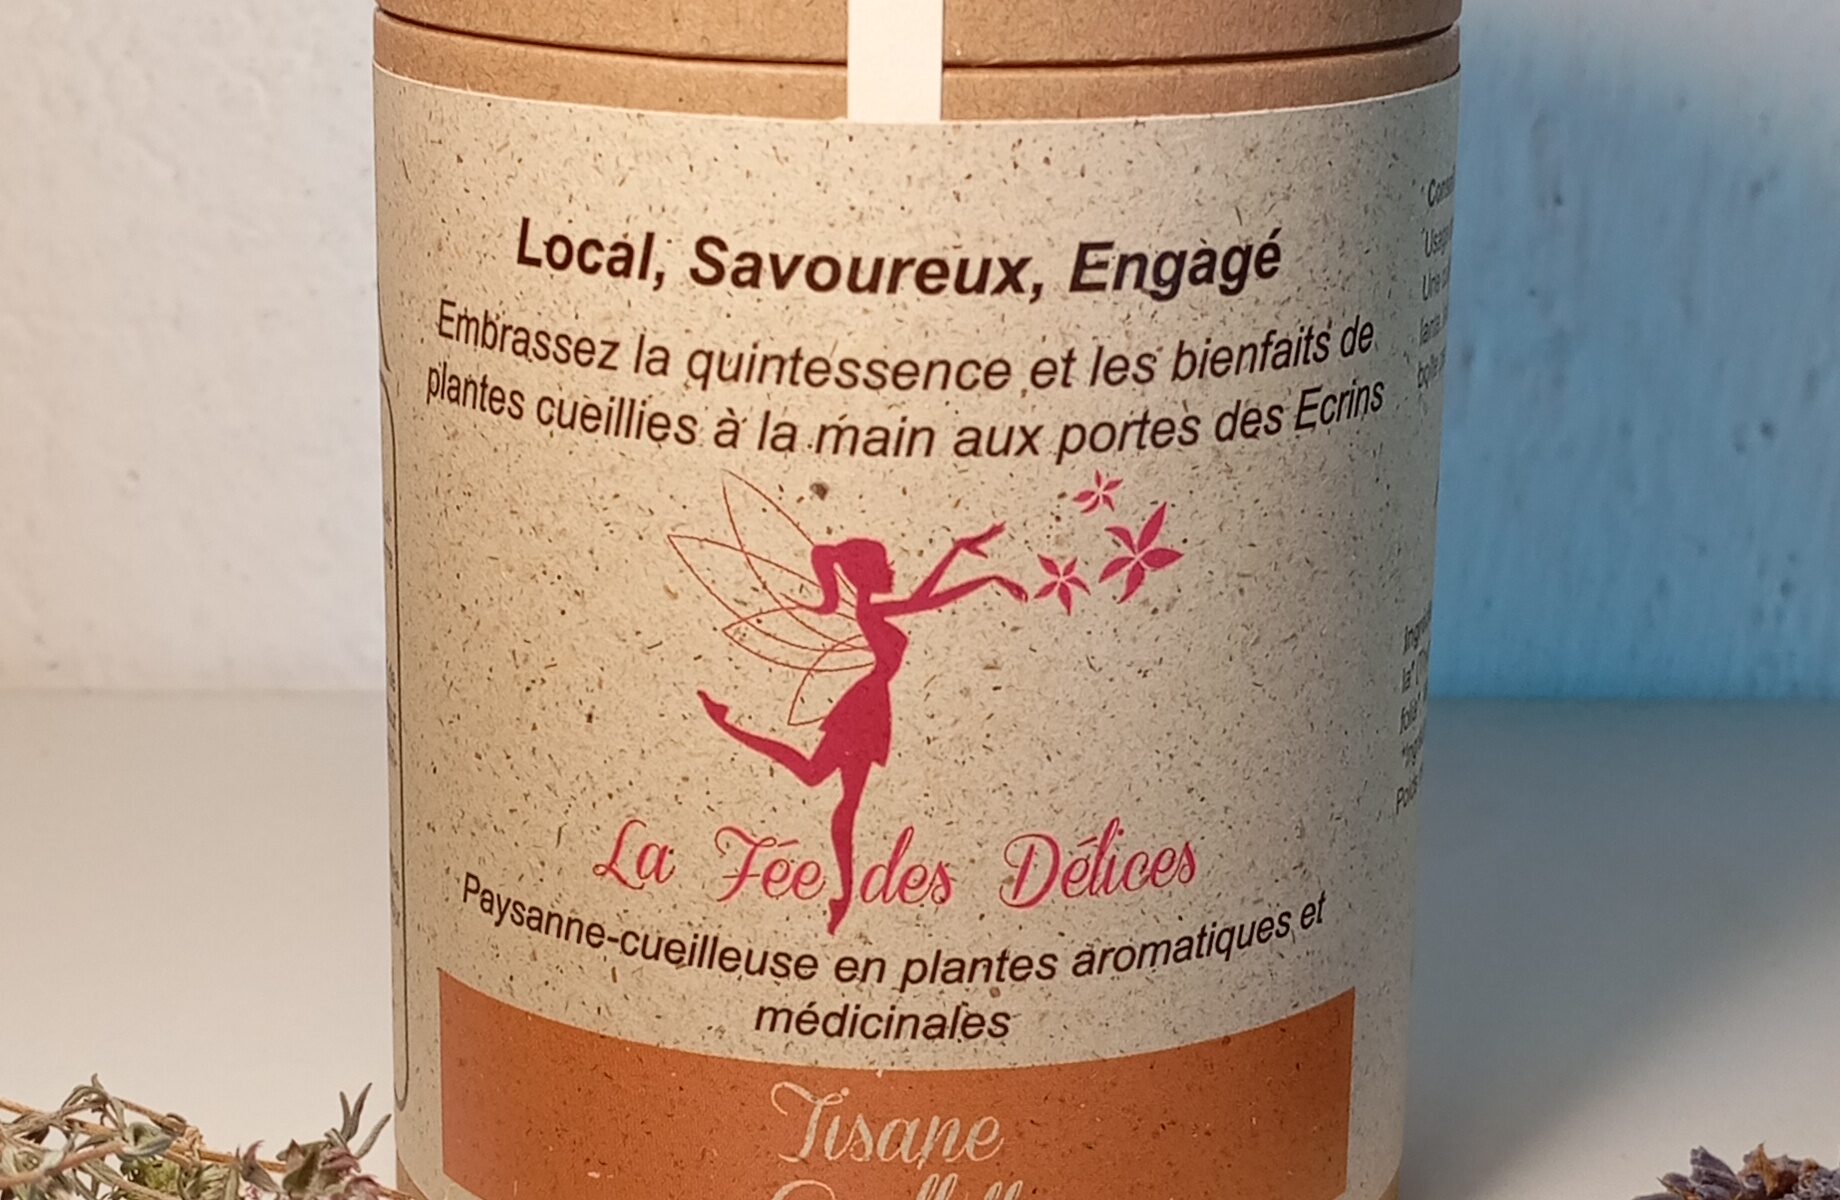 Local, Savoureux, Engagé
Embrassez la quintessence et les bienfaits de
plantes cueillies à la main aux portes des Ecrins
La Fée des Délices
Paysanne-cueilleuse en plantes aromatiques et
médicinales
Tisane